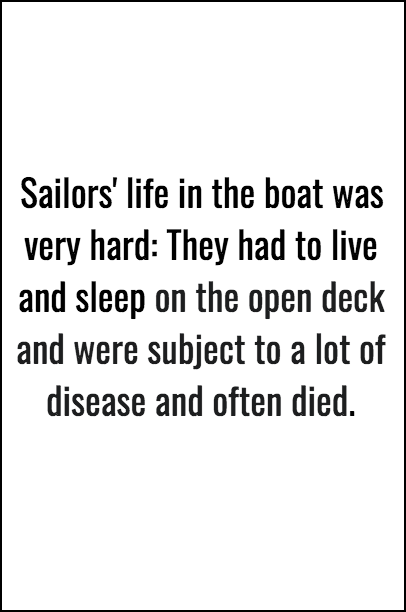 Sailors' life in the boat was
very hard: They had to live
and sleep on the open deck
and were subject to a lot of
disease and often died.